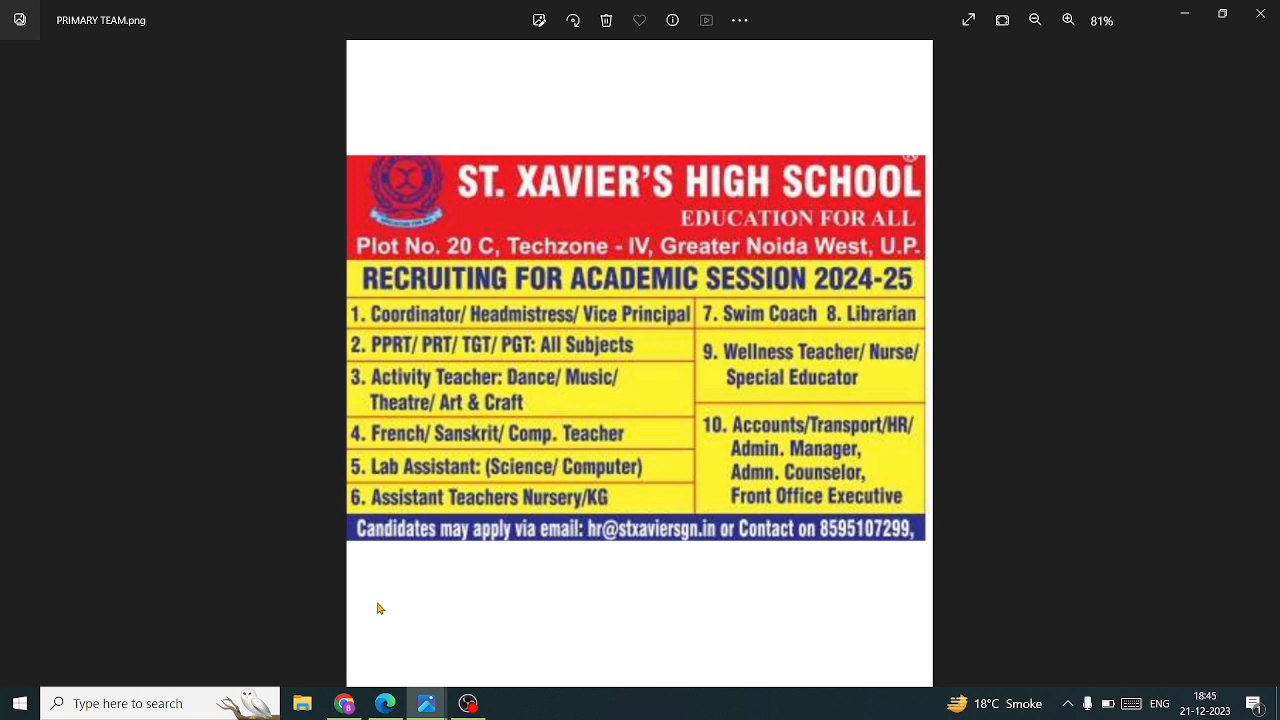 PRIMARY TEAM.png
81%
ST. XAVIER'S HIGH SCHOOL
EDUCATION FOR ALL
Plot No. 20 C, Techzone - IV, Greater Noida West, U.P.
RECRUITING FOR ACADEMIC SESSION 2024-25
1. Coordinator/ Headmistress/ Vice Principal
2. PPRT/ PRT/ TGT/ PGT: All Subjects
3. Activity Teacher: Dance/ Music/
Theatre/ Art & Craft
4. French/ Sanskrit/ Comp. Teacher
5. Lab Assistant: (Science/ Computer)
6. Assistant Teachers Nursery/KG
7. Swim Coach 8. Librarian
9. Wellness Teacher/ Nurse/
Special Educator
10. Accounts/Transport/HR/
Admin. Manager,
Admn. Counselor,
Front Office Executive
Candidates may apply via email: hr@stxaviersgn.in or Contact on 8595107299,
Type here to search
18°C Smoke
ENG
18:45
21-12-2023